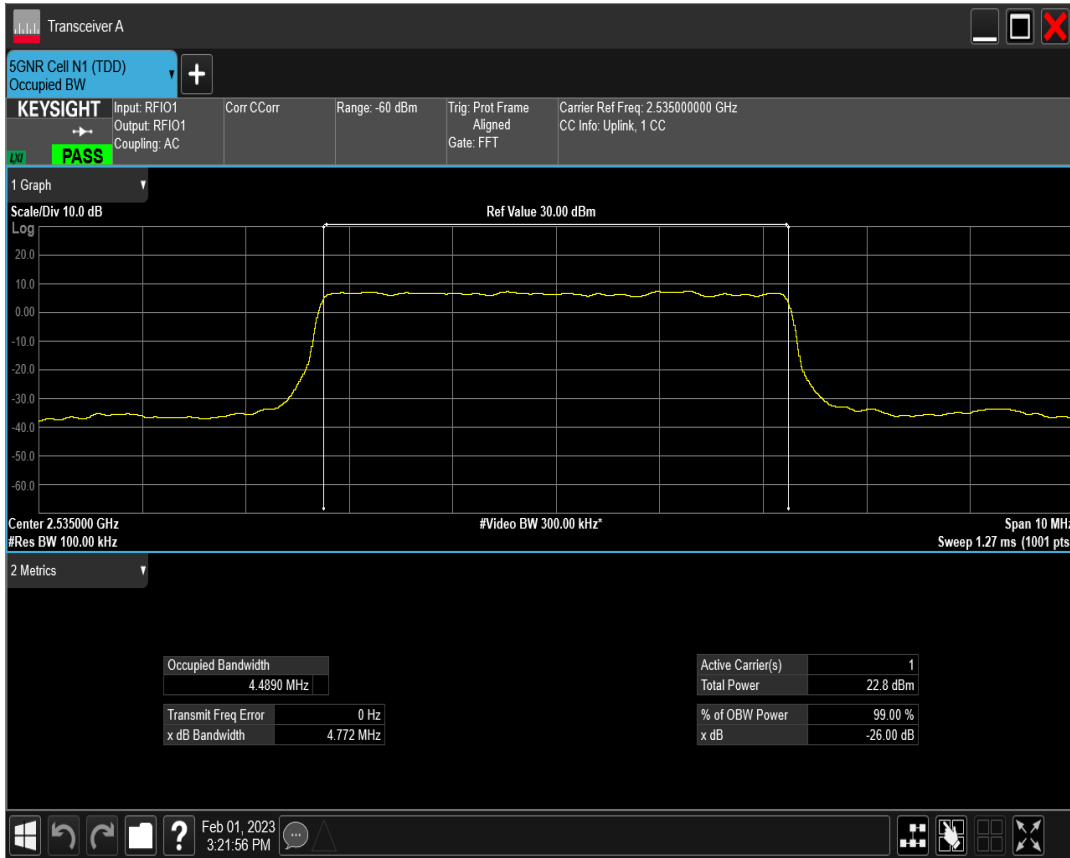 Transceiver A
5GNR Cell N1 (TDD)
Occupied BW
KEYSIGHT
LXI
PASS
Input: RFIO1
Output: RFIO1
Coupling: AC
Corr CCorr
Range: -60 dBm
Trig: Prot Frame
Aligned
Gate: FFT
Carrier Ref Freq: 2.535000000 GHz
CC Info: Uplink, 1 CC
1 Graph
Scale/Div 10.0 dB
Ref Value 30.00 dBm
Log
20.0
10.0
0.00
-10.0
-20.0
-30.0
-40.0
-50.0
-60.0
Center 2.535000 GHz
#Video BW 300.00 kHz*
Span 10 MHz
#Res BW 100.00 kHz
Sweep 1.27 ms (1001 pts
2 Metrics
Occupied Bandwidth
4.4890 MHz
Transmit Freq Error 0 Hz
x dB Bandwidth 4.772 MHz
Active Carrier(s) 1
Total Power 22.8 dBm
% of OBW Power 99.00 %
x dB -26.00 dB
?
Feb 01, 2023
3:21:56 PM